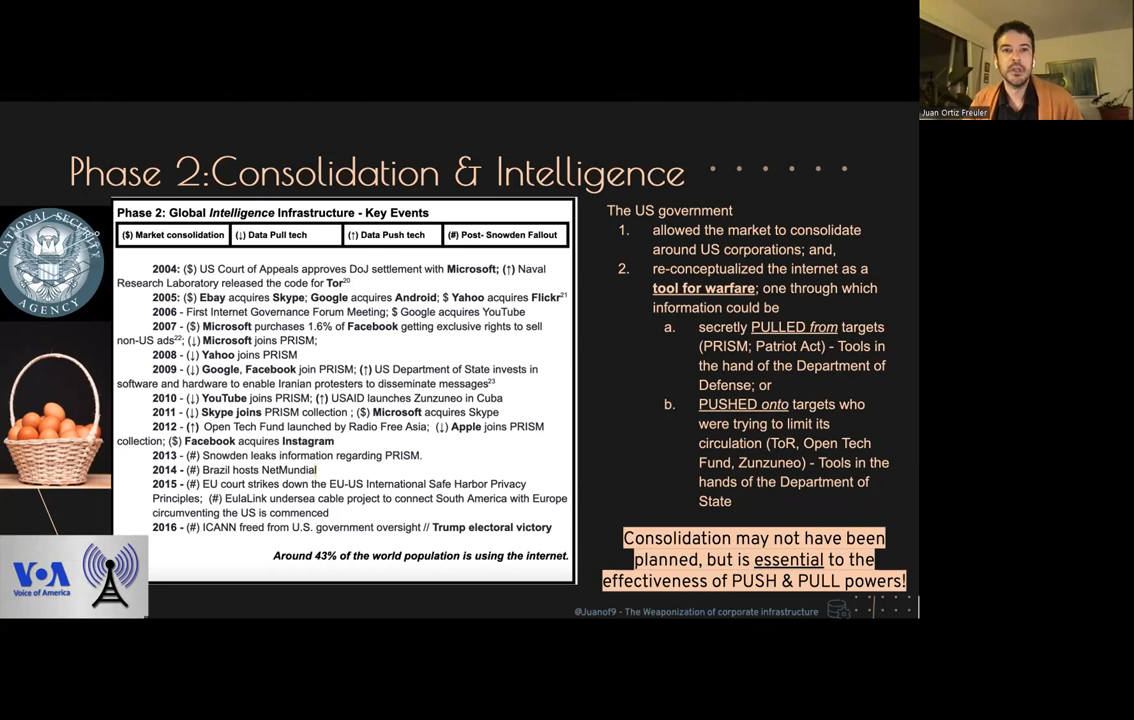 Juan Ortiz Freuler
Phase 2:Consolidation & Intelligence
NATIONAL SECURITY AGENCY
Phase 2: Global Intelligence Infrastructure - Key Events
($) Market consolidation
(↓) Data Pull tech
(↑) Data Push tech
(#) Post- Snowden Fallout
2004: ($) US Court of Appeals approves DoJ settlement with Microsoft; (↑) Naval
Research Laboratory released the code for Tor20
2005: ($) Ebay acquires Skype; Google acquires Android; $ Yahoo acquires Flickr21
2006 - First Internet Governance Forum Meeting; $ Google acquires YouTube
2007 - ($) Microsoft purchases 1.6% of Facebook getting exclusive rights to sell
non-US ads22; (↓) Microsoft joins PRISM;
2008 - (↓) Yahoo joins PRISM
2009 - (↓) Google, Facebook join PRISM; (↑) US Department of State invests in
software and hardware to enable Iranian protesters to disseminate messages23
2010 - (↓) YouTube joins PRISM; (↑) USAID launches Zunzuneo in Cuba
2011 - (↓) Skype joins PRISM collection ; ($) Microsoft acquires Skype
2012 - (↑) Open Tech Fund launched by Radio Free Asia; (↓) Apple joins PRISM
collection; ($) Facebook acquires Instagram
2013 - (#) Snowden leaks information regarding PRISM.
2014 - (#) Brazil hosts NetMundial
2015 - (#) EU court strikes down the EU-US International Safe Harbor Privacy
Principles; (#) EulaLink undersea cable project to connect South America with Europe
circumventing the US is commenced
2016 - (#) ICANN freed from U.S. government oversight // Trump electoral victory
Around 43% of the world population is using the internet.
VOA
Voice of America
The US government
1. allowed the market to consolidate
around US corporations; and,
2. re-conceptualized the internet as a
tool for warfare; one through which
information could be
a. secretly PULLED from targets
(PRISM; Patriot Act) - Tools in
the hand of the Department of
Defense; or
b. PUSHED onto targets who
were trying to limit its
circulation (ToR, Open Tech
Fund, Zunzuneo) - Tools in the
hands of the Department of
State
Consolidation may not have been
planned, but is essential to the
effectiveness of PUSH & PULL powers!
@Juanof9 - The Weaponization of corporate infrastructure